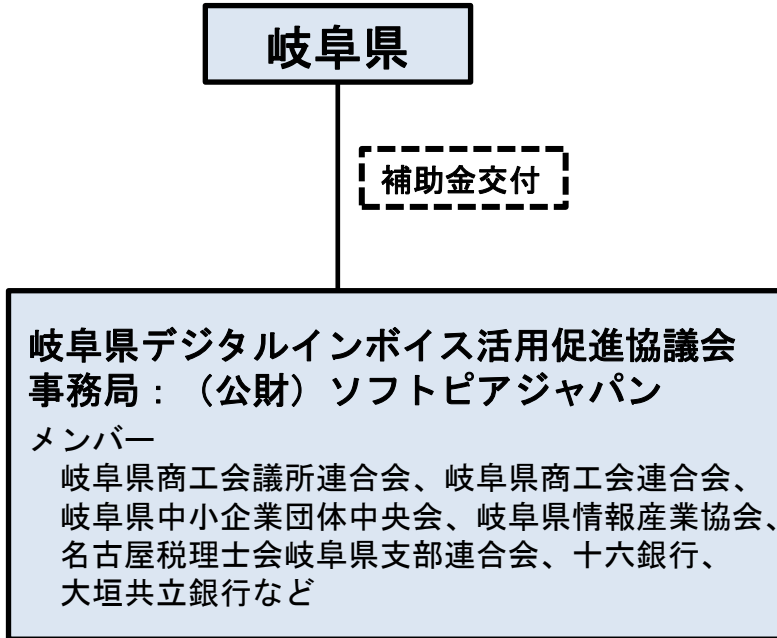 岐阜県
補助金交付
岐阜県デジタルインボイス活用促進協議会
事務局：（公財）ソフトピアジャパン
メンバー
岐阜県商工会議所連合会、岐阜県商工会連合会、
岐阜県中小企業団体中央会、岐阜県情報産業協会、
名古屋税理士会岐阜県支部連合会、十六銀行、
大垣共立銀行など